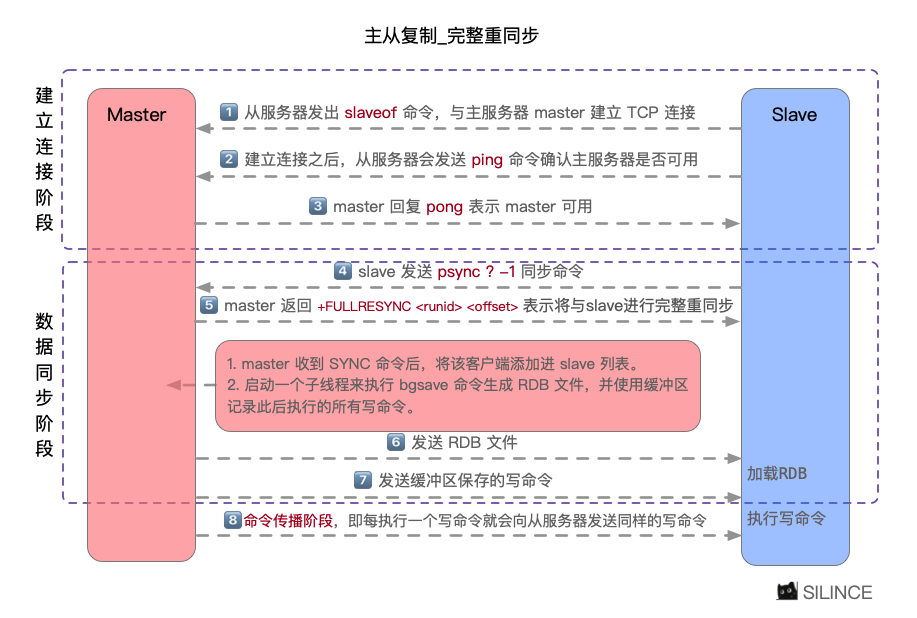 主从复制_完整重同步
建立连接阶段
Master
Slave
1 从服务器发出 slaveof 命令，与主服务器 master 建立 TCP 连接
2 建立连接之后，从服务器会发送 ping 命令确认主服务器是否可用
3 master 回复 pong 表示 master 可用
数据同步阶段
4 slave 发送 psync ? -1 同步命令
5 master 返回 +FULLRESYNC <runid> <offset> 表示将与slave进行完整重同步
1. master 收到 SYNC 命令后，将该客户端添加进 slave 列表。
2. 启动一个子线程来执行 bgsave 命令生成 RDB 文件，并使用缓冲区
记录此后执行的所有写命令。
6 发送 RDB 文件
加载RDB
7 发送缓冲区保存的写命令
8 命令传播阶段，即每执行一个写命令就会向从服务器发送同样的写命令
执行写命令
SILINCE